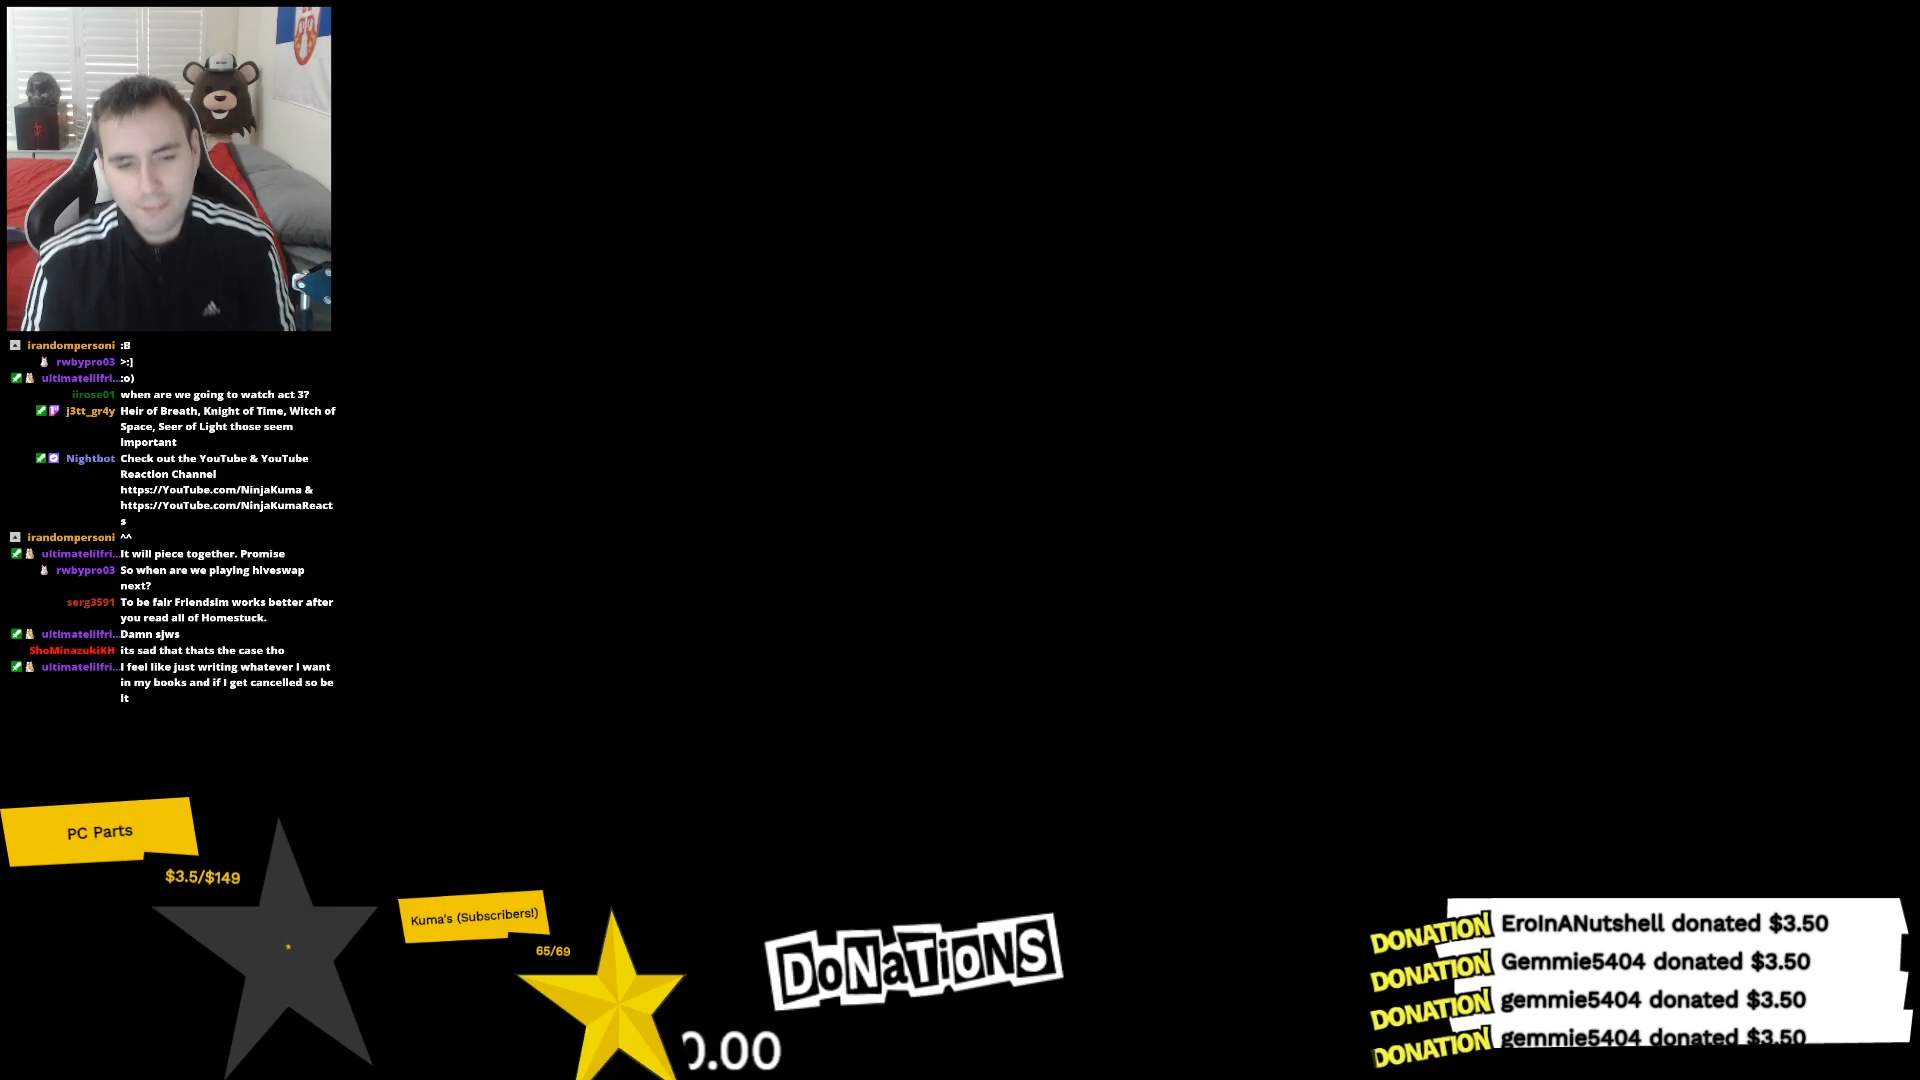 irandompersoni :B
rwbypro03 >:]
ultimatelilfri... :o)
iirose01 when are we going to watch act 3?
j3tt_gr4y Heir of Breath, Knight of Time, Witch of
Space, Seer of Light those seem
important
Nightbot Check out the YouTube & YouTube
Reaction Channel
https://YouTube.com/NinjaKuma &
https://YouTube.com/NinjaKumaReact
s
irandompersoni ^^
ultimatelilfri... It will piece together. Promise
rwbypro03 So when are we playing hiveswap
next?
serg3591 To be fair Friendsim works better after
you read all of Homestuck.
ultimatelilfri... Damn sjws
ShoMinazukiKH its sad that thats the case tho
ultimatelilfri... I feel like just writing whatever I want
in my books and if I get cancelled so be
it
PC Parts
$3.5/$149
Kuma's (Subscribers!)
65/69
DoNaTiONS
0.00
DONATION EroInANutshell donated $3.50
DONATION Gemmie5404 donated $3.50
DONATION gemmie5404 donated $3.50
DONATION gemmie5404 donated $3.50